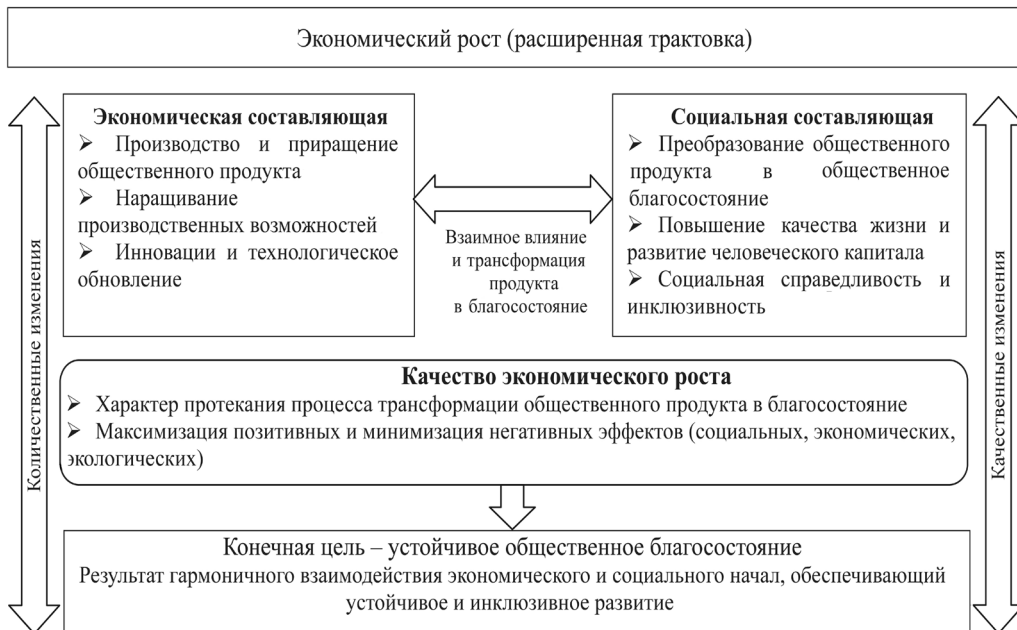 Экономический рост (расширенная трактовка)
Количественные изменения
Экономическая составляющая
➢ Производство и приращение
общественного продукта
➢ Наращивание
производственных возможностей
➢ Инновации и технологическое
обновление
Взаимное влияние
и трансформация
продукта
в благосостояние
Социальная составляющая
➢ Преобразование общественного
продукта в общественное
благосостояние
➢ Повышение качества жизни и
развитие человеческого капитала
➢ Социальная справедливость и
инклюзивность
Качественные изменения
Качество экономического роста
➢ Характер протекания процесса трансформации общественного продукта в благосостояние
➢ Максимизация позитивных и минимизация негативных эффектов (социальных, экономических,
экологических)
Конечная цель – устойчивое общественное благосостояние
Результат гармоничного взаимодействия экономического и социального начал, обеспечивающий
устойчивое и инклюзивное развитие